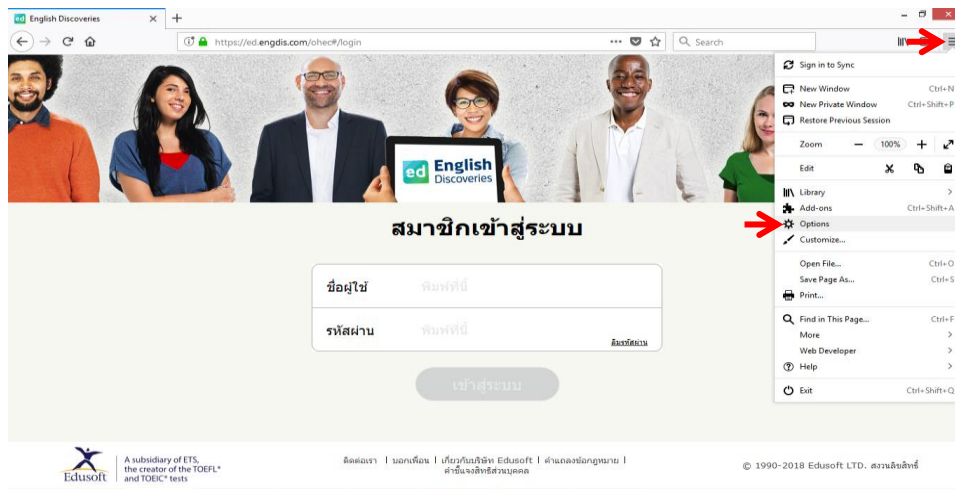 ed English Discoveries
https://ed.engdis.com/ohec#/login
Search
Sign in to Sync
New Window Ctrl+N
New Private Window Ctrl+Shift+P
Restore Previous Session
Zoom 100%
Edit
Library
Add-ons Ctrl+Shift+A
Options
Customize...
Open File... Ctrl+O
Save Page As... Ctrl+S
Print...
Find in This Page... Ctrl+F
More
Web Developer
Help
Exit Ctrl+Shift+Q
ed English
Discoveries
สมาชิกเข้าสู่ระบบ
ชื่อผู้ใช้ พิมพ์ที่นี่
รหัสผ่าน พิมพ์ที่นี่
ลืมรหัสผ่าน
เข้าสู่ระบบ
Edusoft
A subsidiary of ETS,
the creator of the TOEFL®
and TOEIC® tests
ติดต่อเรา | บอกเพื่อน | เกี่ยวกับบริษัท Edusoft | คำแถลงข้อกฎหมาย |
คำชี้แจงสิทธิส่วนบุคคล
© 1990-2018 Edusoft LTD. สงวนลิขสิทธิ์